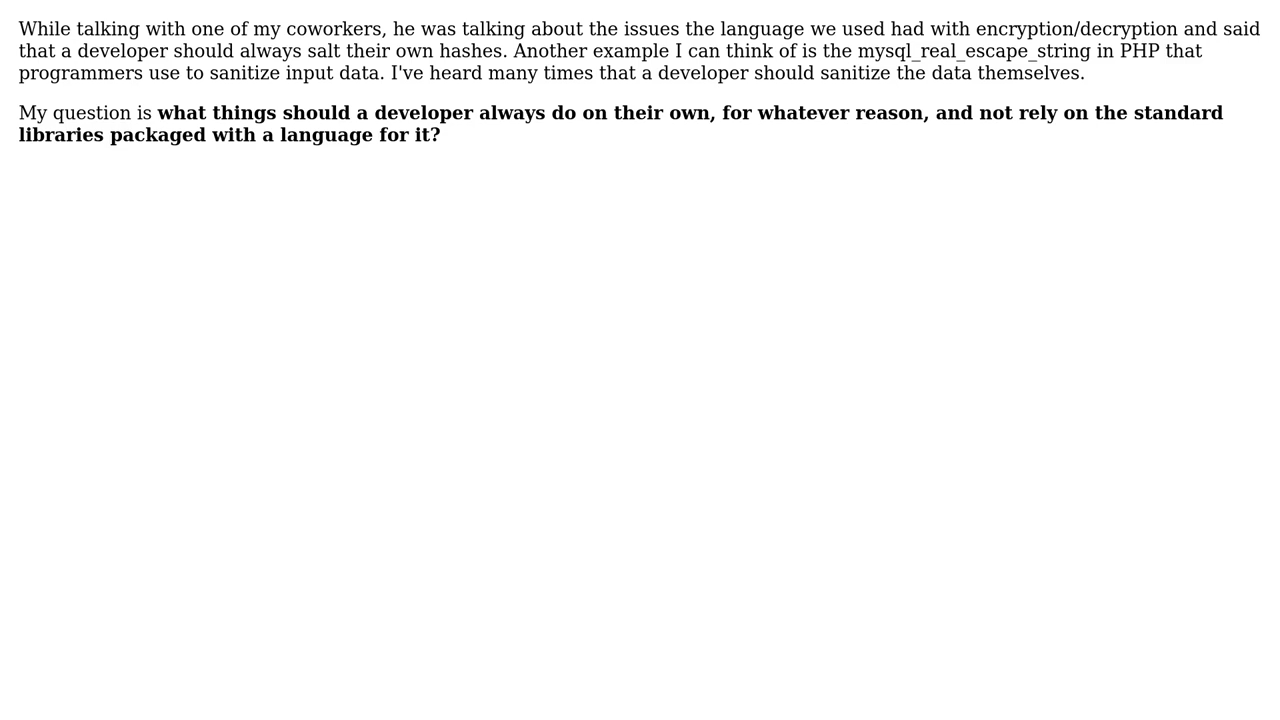 While talking with one of my coworkers, he was talking about the issues the language we used had with encryption/decryption and said
that a developer should always salt their own hashes. Another example I can think of is the mysql_real_escape_string in PHP that
programmers use to sanitize input data. I've heard many times that a developer should sanitize the data themselves.
My question is what things should a developer always do on their own, for whatever reason, and not rely on the standard
libraries packaged with a language for it?